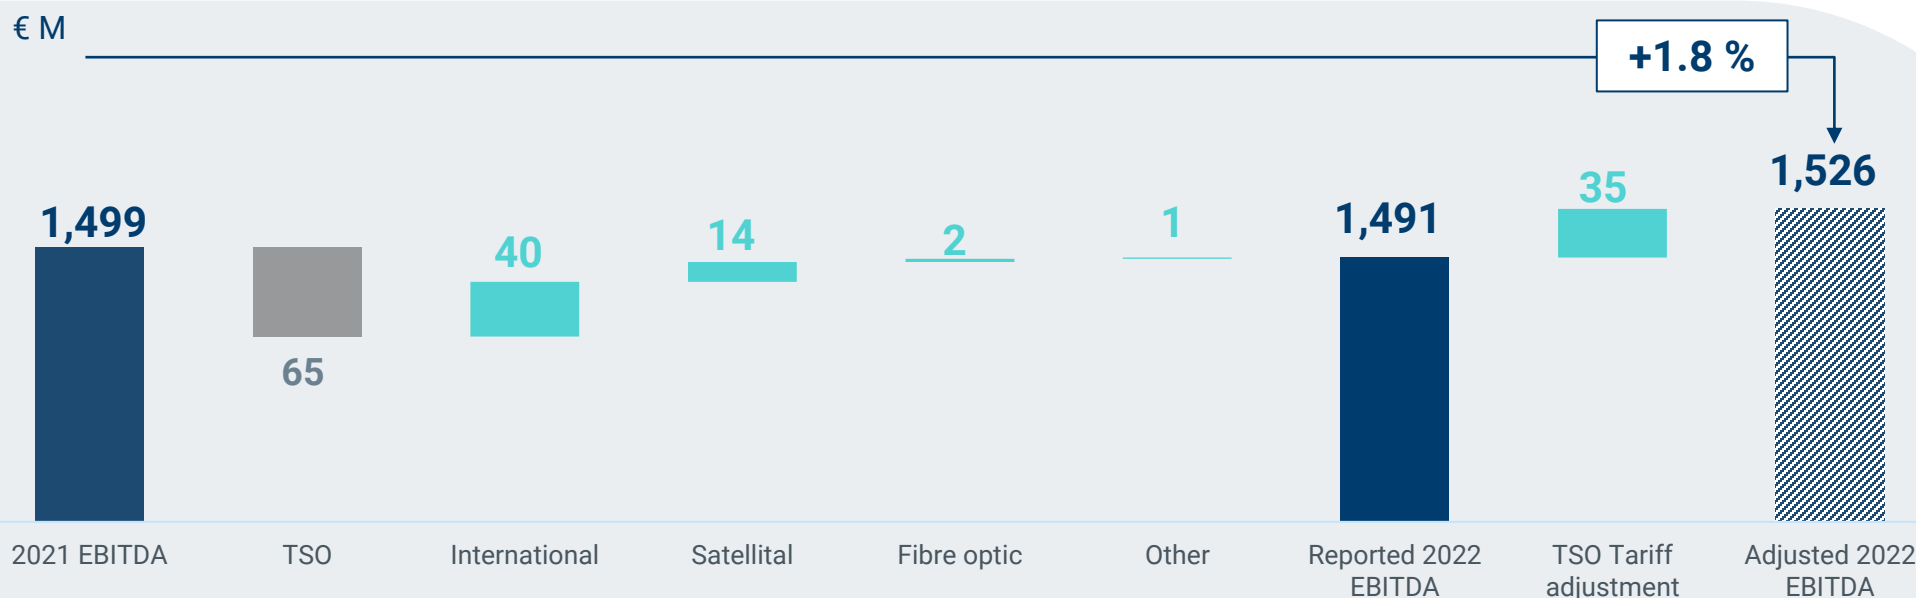 € M
+1.8 %
1,499
65
40
14
2
1
1,491
35
1,526
2021 EBITDA
TSO
International
Satellital
Fibre optic
Other
Reported 2022
EBITDA
TSO Tariff
adjustment
Adjusted 2022
EBITDA